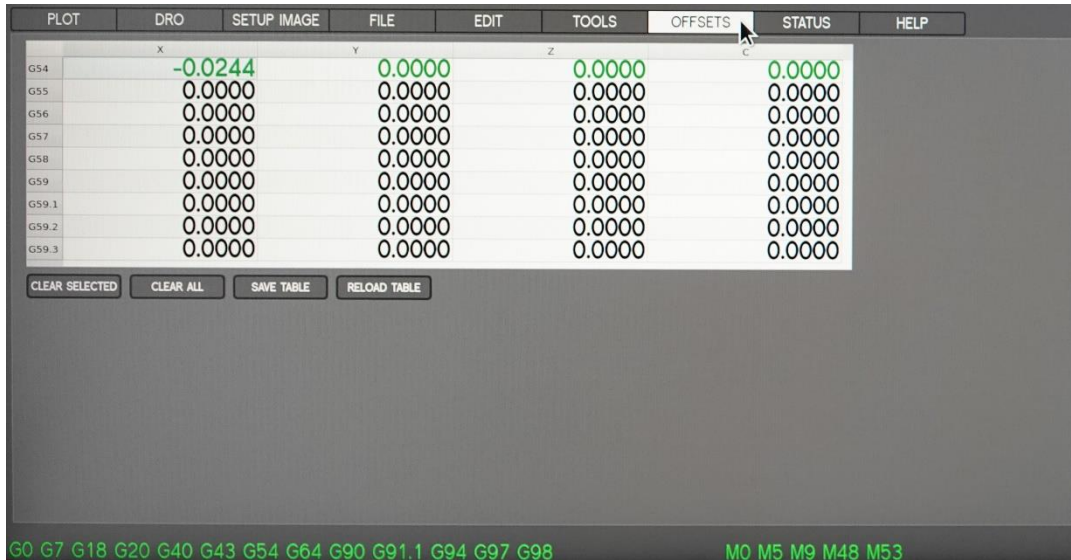 PLOT DRO SETUP IMAGE FILE EDIT TOOLS OFFSETS STATUS HELP
X Y Z C
G54 -0.0244 0.0000 0.0000 0.0000
G55 0.0000 0.0000 0.0000 0.0000
G56 0.0000 0.0000 0.0000 0.0000
G57 0.0000 0.0000 0.0000 0.0000
G58 0.0000 0.0000 0.0000 0.0000
G59 0.0000 0.0000 0.0000 0.0000
G59.1 0.0000 0.0000 0.0000 0.0000
G59.2 0.0000 0.0000 0.0000 0.0000
G59.3 0.0000 0.0000 0.0000 0.0000
CLEAR SELECTED CLEAR ALL SAVE TABLE RELOAD TABLE
G0 G7 G18 G20 G40 G43 G54 G64 G90 G91.1 G94 G97 G98 M0 M5 M9 M48 M53